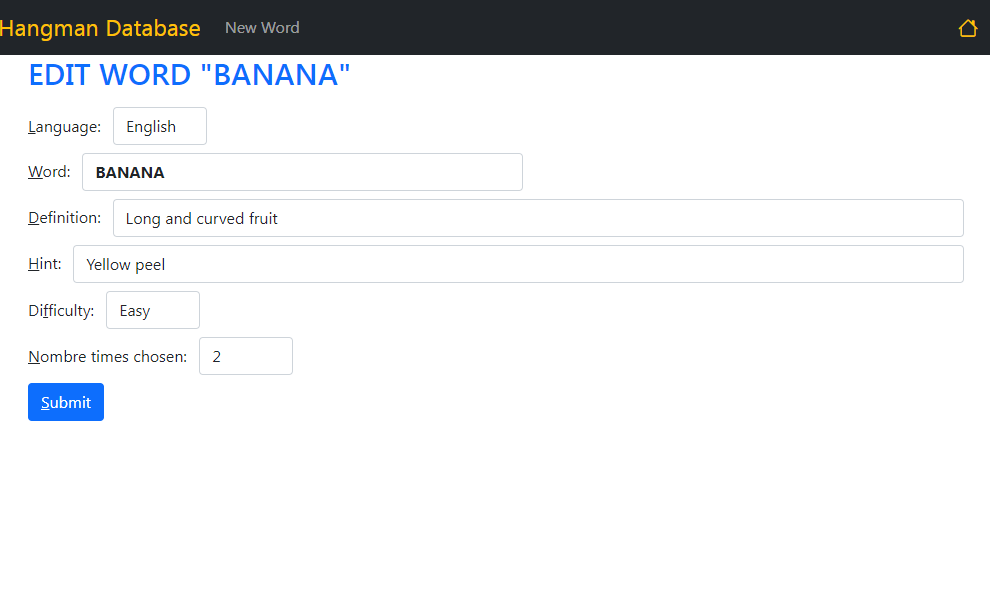 Hangman Database New Word
EDIT WORD "BANANA"
Language: English
Word: BANANA
Definition: Long and curved fruit
Hint: Yellow peel
Difficulty: Easy
Nombre times chosen: 2
Submit